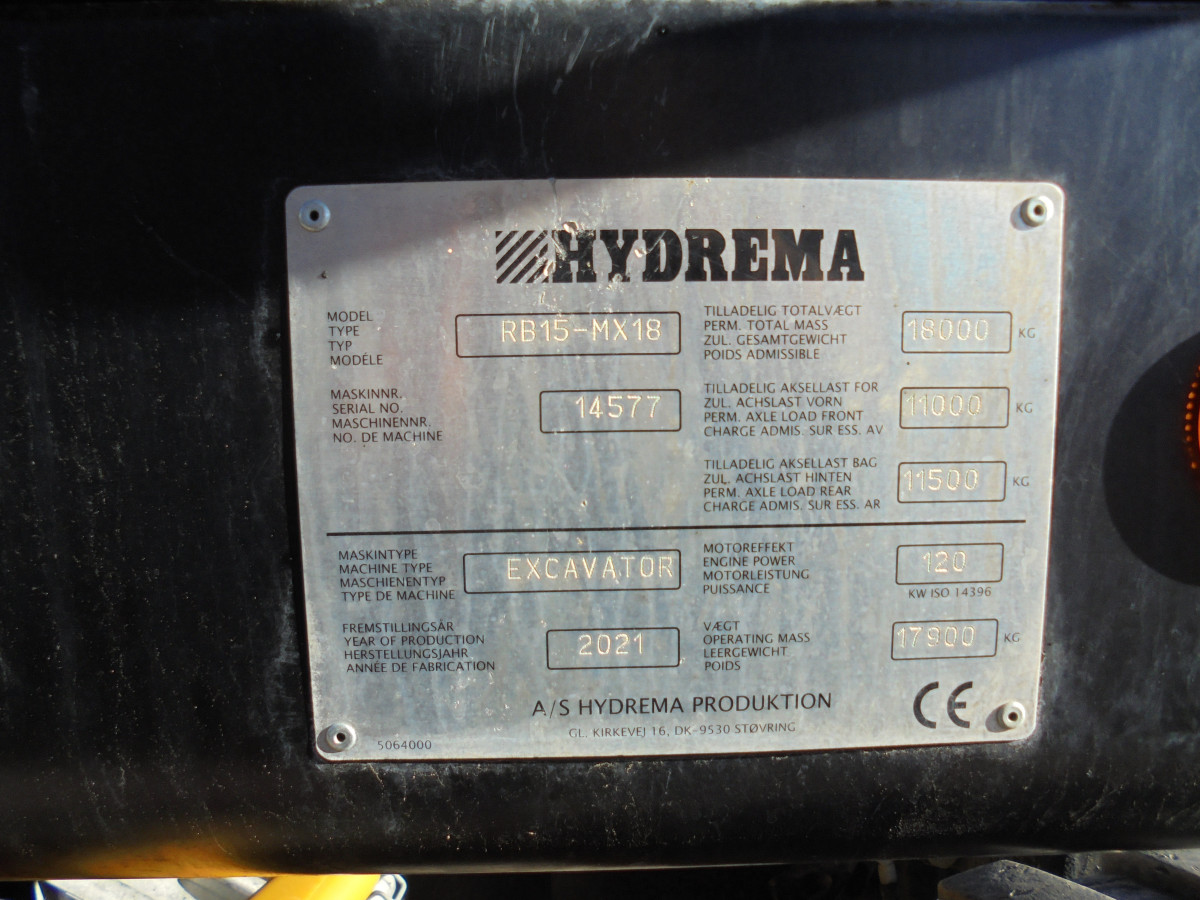 HYDREMA
MODEL
TYPE
TYP
MODÉLE
RB15-MX18
MASKINNR.
SERIAL NO.
MASCHINENNR.
NO. DE MACHINE
14577
TILLADELIG TOTALVÆGT
PERM. TOTAL MASS
ZUL. GESAMTGEWICHT
POIDS ADMISSIBLE
18000 KG
TILLADELIG AKSELLAST FOR
ZUL. ACHSLAST VORN
PERM. AXLE LOAD FRONT
CHARGE ADMIS. SUR ESS. AV
11000 KG
TILLADELIG AKSELLAST BAG
ZUL. ACHSLAST HINTEN
PERM. AXLE LOAD REAR
CHARGE ADMIS. SUR ESS. AR
11500 KG
MASKINTYPE
MACHINE TYPE
MASCHIENENTYP
TYPE DE MACHINE
EXCAVATOR
FREMSTILLINGSÅR
YEAR OF PRODUCTION
HERSTELLUNGSJAHR
ANNÉE DE FABRICATION
2021
MOTOREFFEKT
ENGINE POWER
MOTORLEISTUNG
PUISSANCE
120
KW ISO 14396
VÆGT
OPERATING MASS
LEERGEWICHT
POIDS
17900 KG
A/S HYDREMA PRODUKTION
GL. KIRKEVEJ 16, DK-9530 STØVRING
CE
5064000